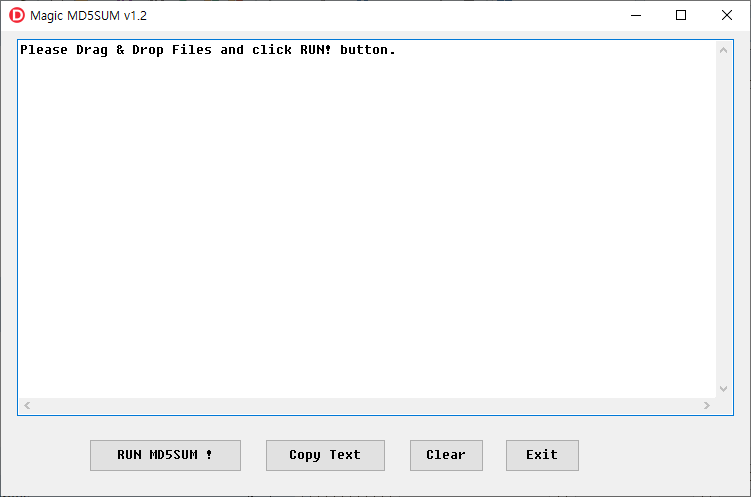 Magic MD5SUM v1.2
Please Drag & Drop Files and click RUN! button.
RUN MD5SUM ! Copy Text Clear Exit